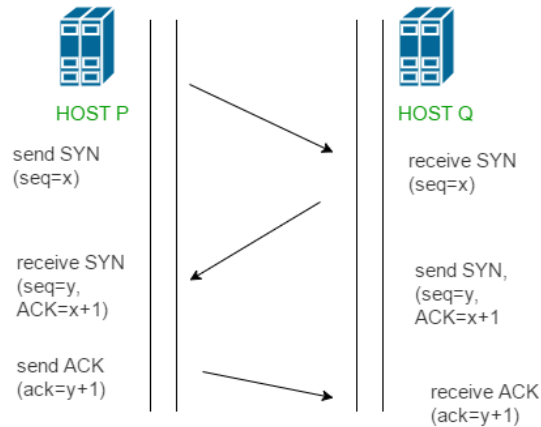 HOST P
HOST Q
send SYN
(seq=x)
receive SYN
(seq=x)
receive SYN
(seq=y,
ACK=x+1)
send SYN,
(seq=y,
ACK=x+1
send ACK
(ack=y+1)
receive ACK
(ack=y+1)